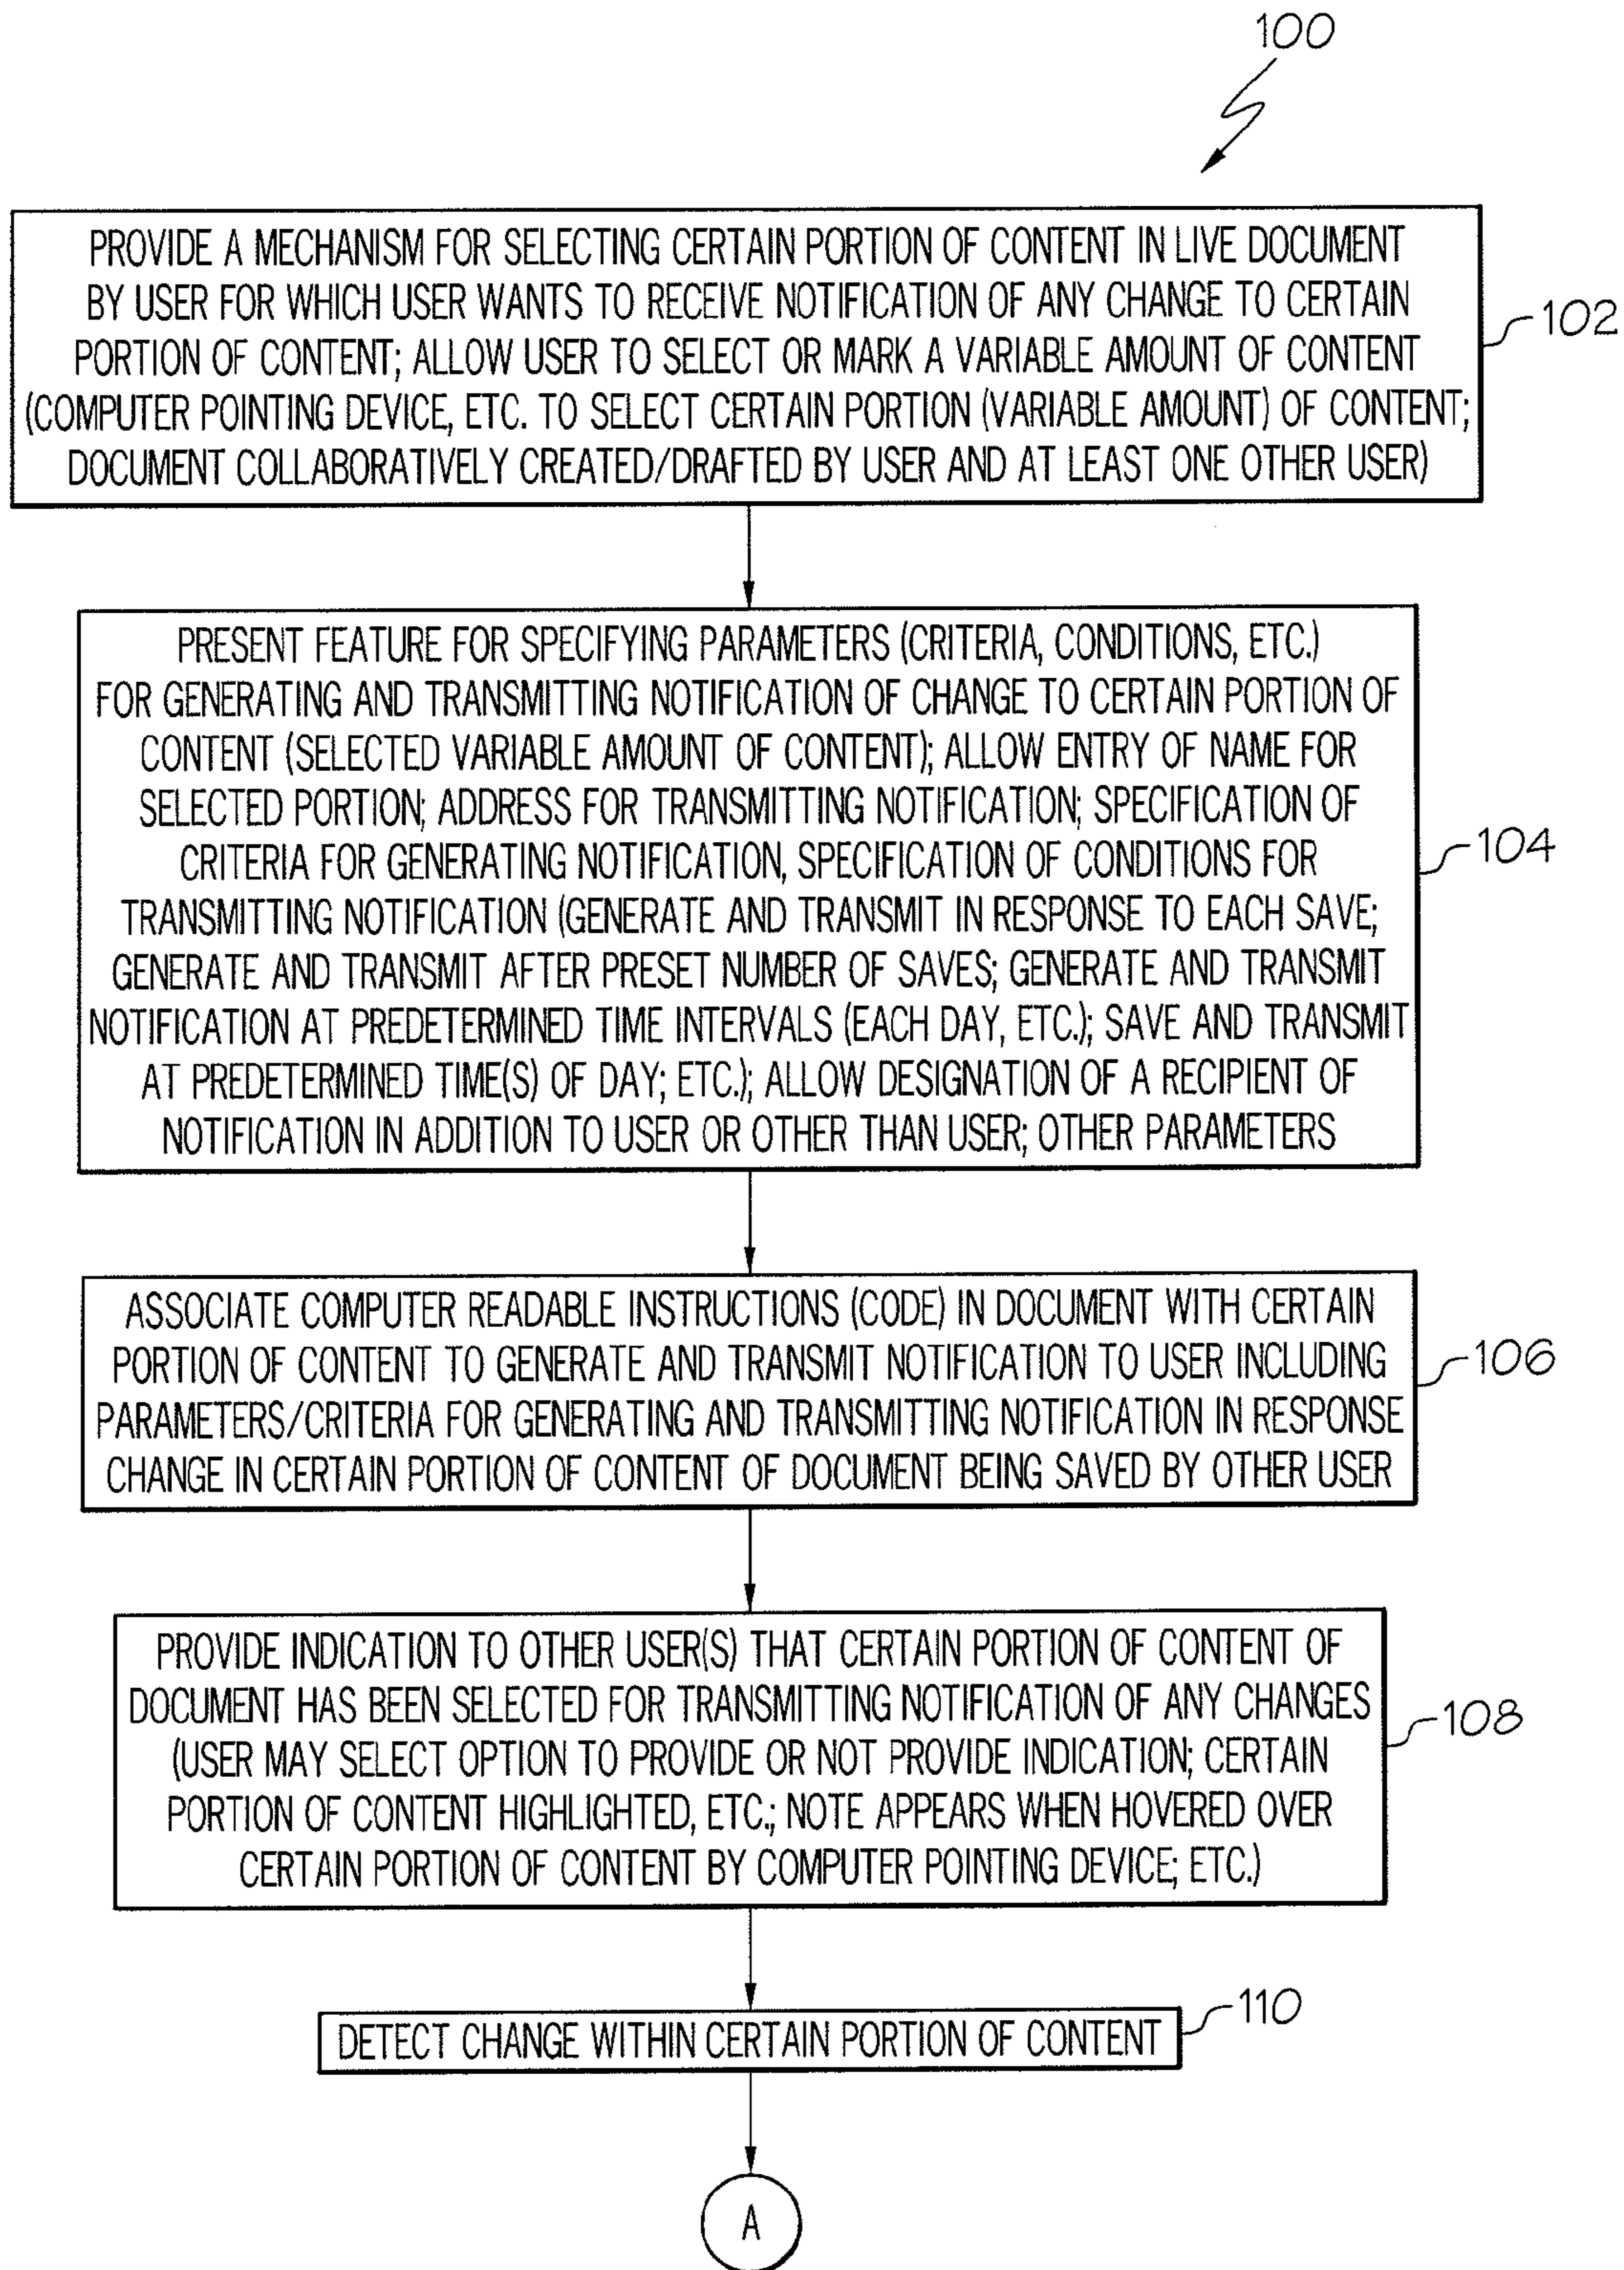 100
PROVIDE A MECHANISM FOR SELECTING CERTAIN PORTION OF CONTENT IN LIVE DOCUMENT
BY USER FOR WHICH USER WANTS TO RECEIVE NOTIFICATION OF ANY CHANGE TO CERTAIN
PORTION OF CONTENT; ALLOW USER TO SELECT OR MARK A VARIABLE AMOUNT OF CONTENT
(COMPUTER POINTING DEVICE, ETC. TO SELECT CERTAIN PORTION (VARIABLE AMOUNT) OF CONTENT;
DOCUMENT COLLABORATIVELY CREATED/DRAFTED BY USER AND AT LEAST ONE OTHER USER)
102
PRESENT FEATURE FOR SPECIFYING PARAMETERS (CRITERIA, CONDITIONS, ETC.)
FOR GENERATING AND TRANSMITTING NOTIFICATION OF CHANGE TO CERTAIN PORTION OF
CONTENT (SELECTED VARIABLE AMOUNT OF CONTENT); ALLOW ENTRY OF NAME FOR
SELECTED PORTION; ADDRESS FOR TRANSMITTING NOTIFICATION; SPECIFICATION OF
CRITERIA FOR GENERATING NOTIFICATION, SPECIFICATION OF CONDITIONS FOR
TRANSMITTING NOTIFICATION (GENERATE AND TRANSMIT IN RESPONSE TO EACH SAVE;
GENERATE AND TRANSMIT AFTER PRESET NUMBER OF SAVES; GENERATE AND TRANSMIT
NOTIFICATION AT PREDETERMINED TIME INTERVALS (EACH DAY, ETC.); SAVE AND TRANSMIT
AT PREDETERMINED TIME(S) OF DAY; ETC.); ALLOW DESIGNATION OF A RECIPIENT OF
NOTIFICATION IN ADDITION TO USER OR OTHER THAN USER; OTHER PARAMETERS
104
ASSOCIATE COMPUTER READABLE INSTRUCTIONS (CODE) IN DOCUMENT WITH CERTAIN
PORTION OF CONTENT TO GENERATE AND TRANSMIT NOTIFICATION TO USER INCLUDING
PARAMETERS/CRITERIA FOR GENERATING AND TRANSMITTING NOTIFICATION IN RESPONSE
CHANGE IN CERTAIN PORTION OF CONTENT OF DOCUMENT BEING SAVED BY OTHER USER
106
PROVIDE INDICATION TO OTHER USER(S) THAT CERTAIN PORTION OF CONTENT OF
DOCUMENT HAS BEEN SELECTED FOR TRANSMITTING NOTIFICATION OF ANY CHANGES
(USER MAY SELECT OPTION TO PROVIDE OR NOT PROVIDE INDICATION; CERTAIN
PORTION OF CONTENT HIGHLIGHTED, ETC.; NOTE APPEARS WHEN HOVERED OVER
CERTAIN PORTION OF CONTENT BY COMPUTER POINTING DEVICE; ETC.)
108
DETECT CHANGE WITHIN CERTAIN PORTION OF CONTENT
110
A